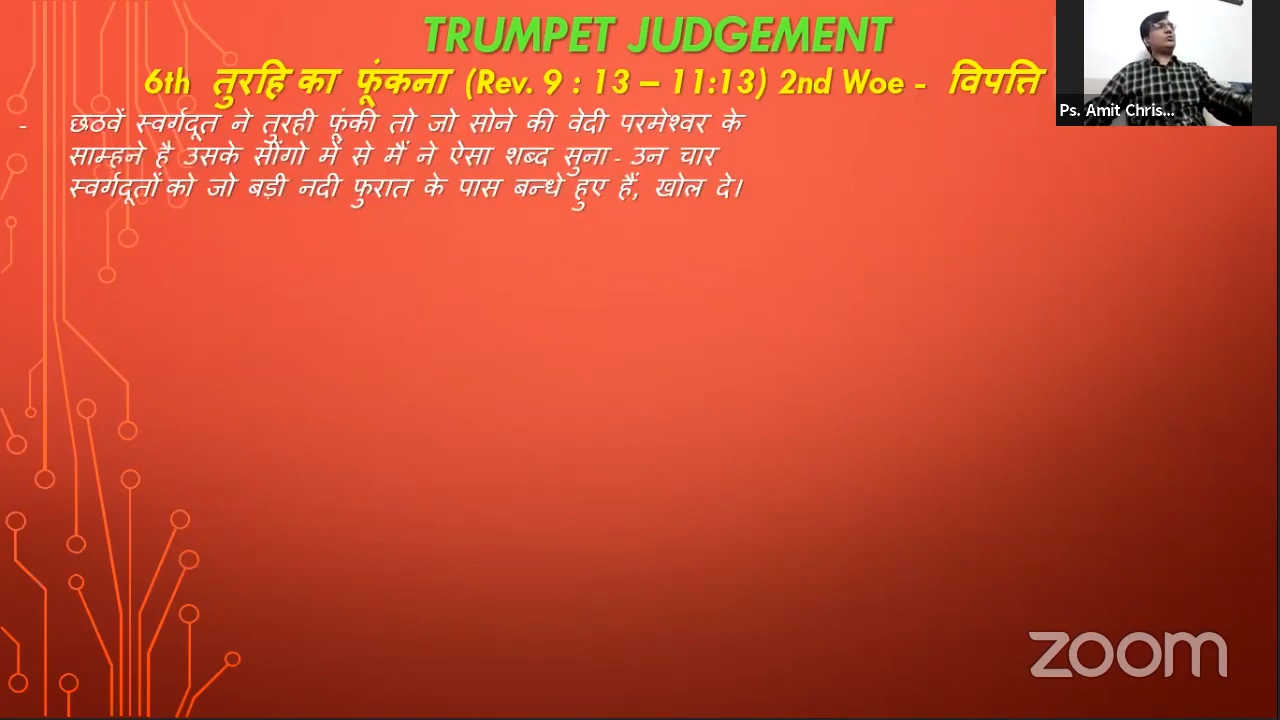 TRUMPET JUDGEMENT
6th तुरहि का फूंकना (Rev. 9 : 13 – 11:13) 2nd Woe - विपति
Ps. Amit Chris...
- छठवें स्वर्गदूत ने तुरही फूंकी तो जो सोने की वेदी परमेश्वर के
साम्हने है उसके सींगो में से मैं ने ऐसा शब्द सुना - उन चार
स्वर्गदूतों को जो बड़ी नदी फुरात के पास बन्धे हुए हैं, खोल दे।
zoom